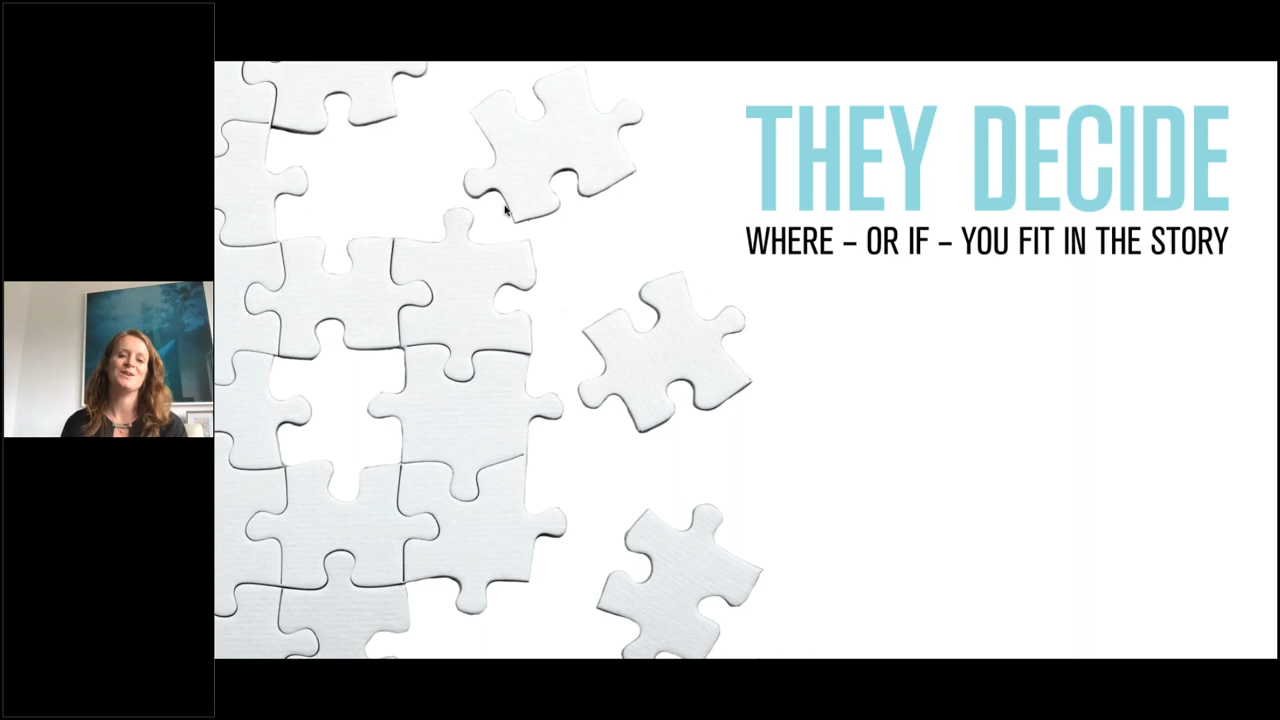 THEY DECIDE
WHERE – OR IF – YOU FIT IN THE STORY